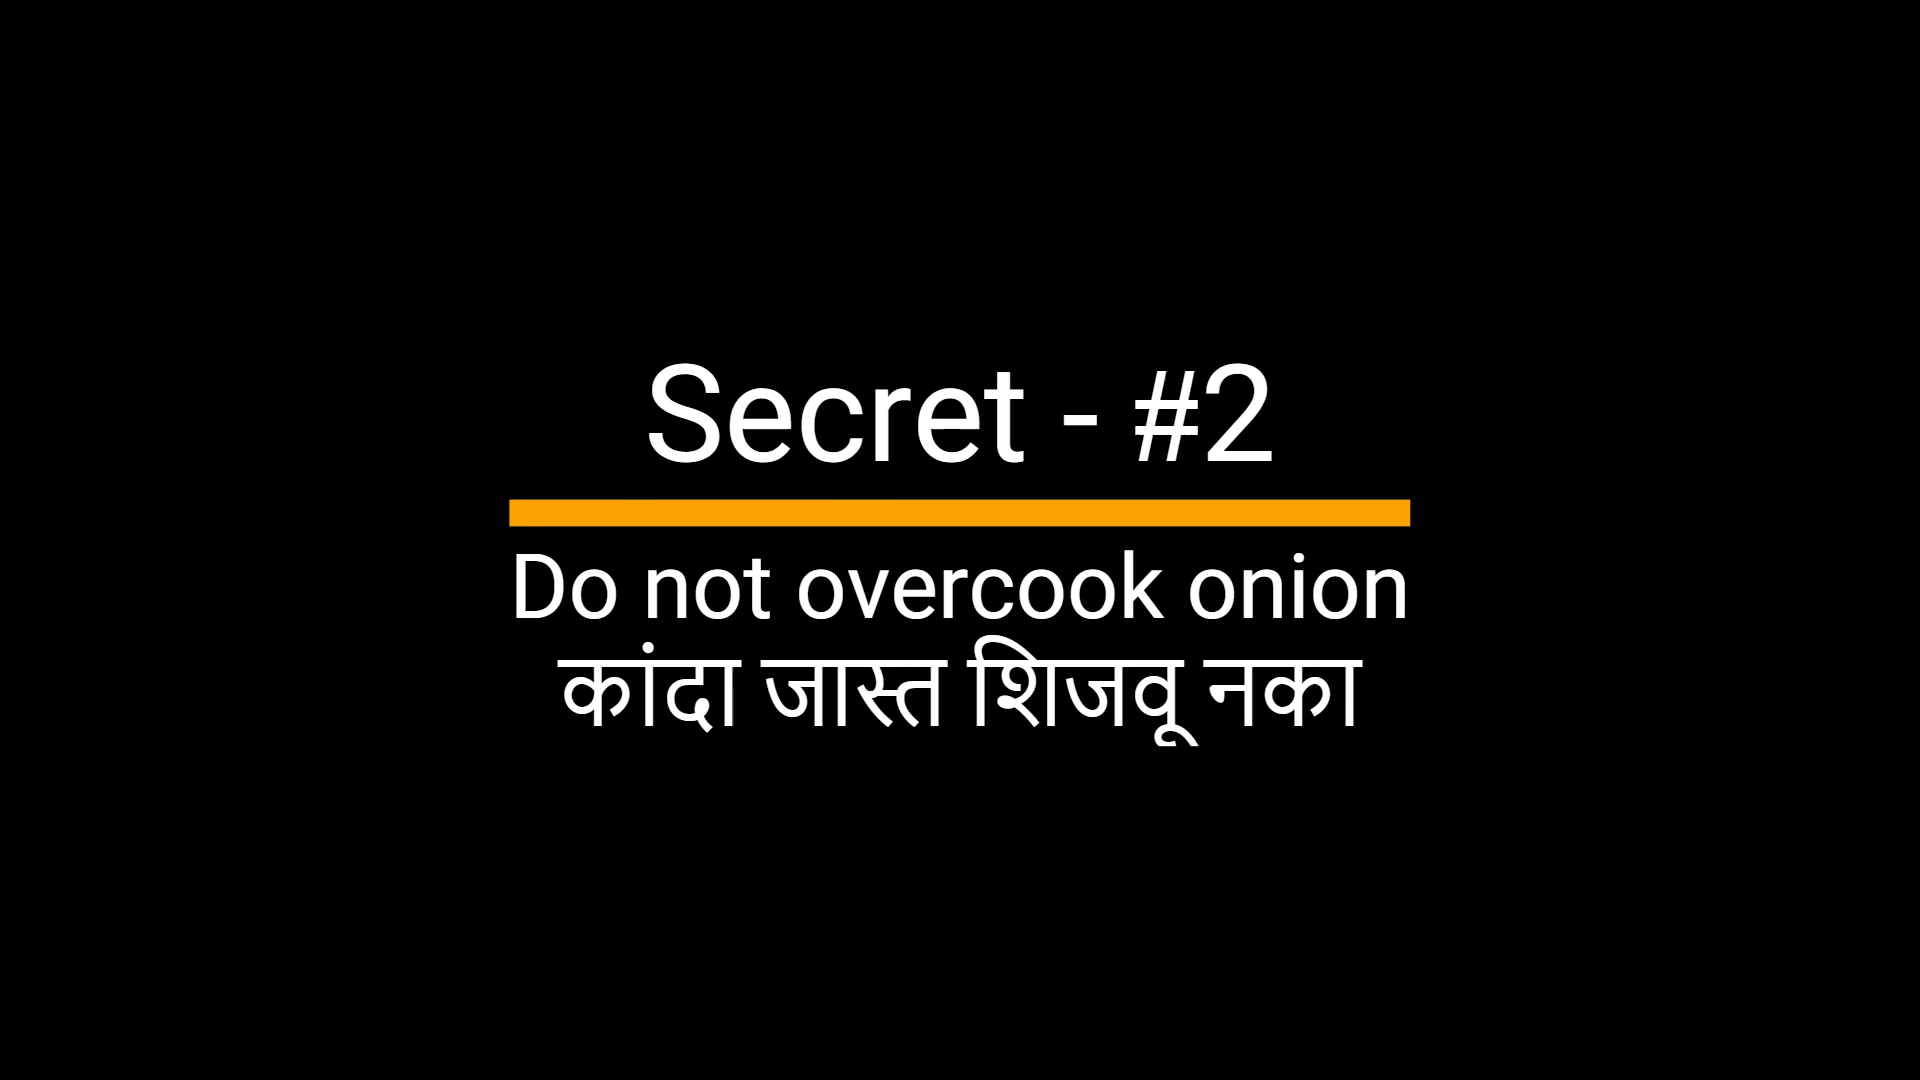 Secret - #2
Do not overcook onion
कांदा जास्त शिजवू नका